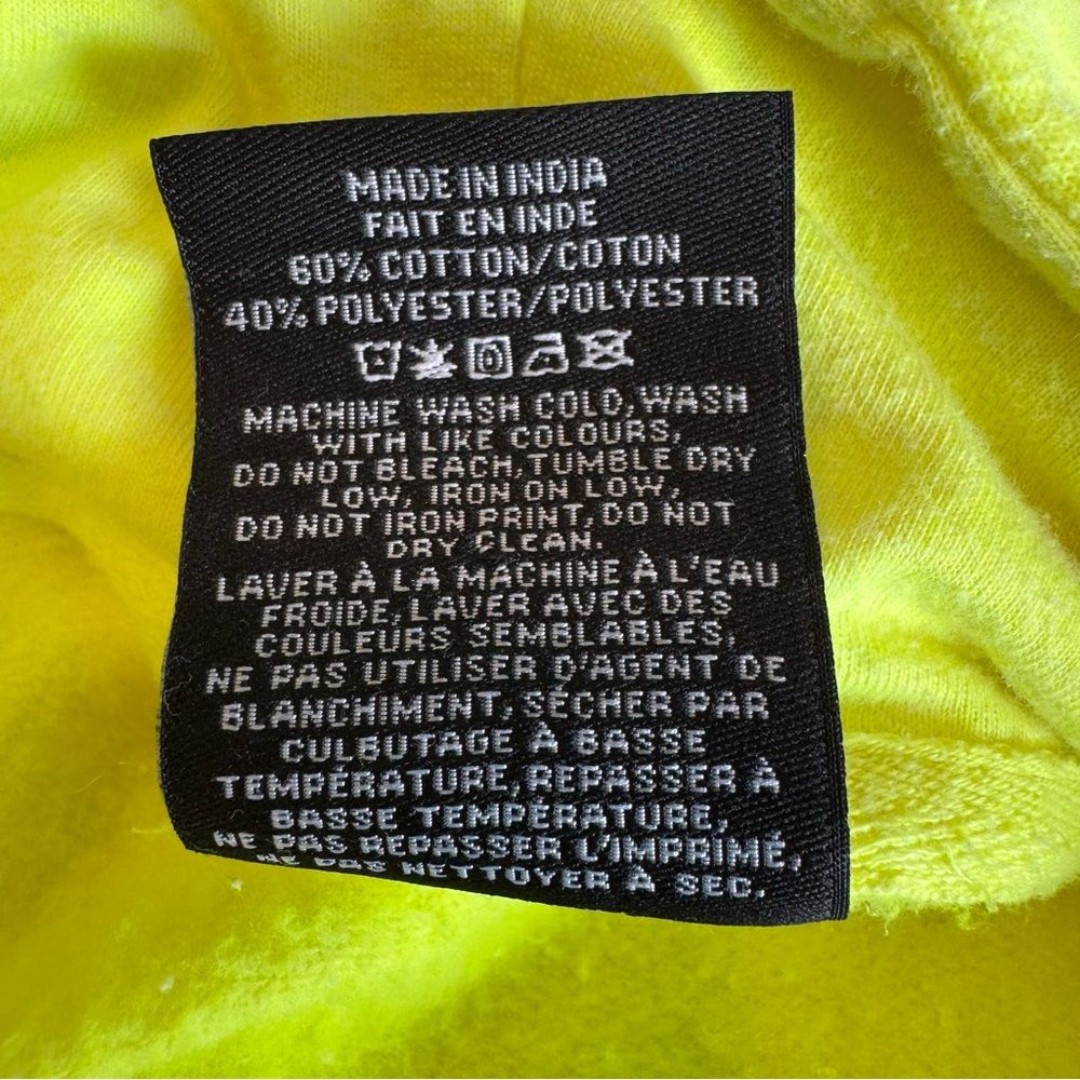 MADE IN INDIA
FAIT EN INDE
60% COTTON/COTON
40% POLYESTER/POLYESTER
MACHINE WASH COLD, WASH
WITH LIKE COLOURS,
DO NOT BLEACH, TUMBLE DRY
LOW, IRON ON LOW,
DO NOT IRON PRINT, DO NOT
DRY CLEAN.
LAVER À LA MACHINE À L'EAU
FROIDE, LAVER AVEC DES
COULEURS SEMBLABLES,
NE PAS UTILISER D'AGENT DE
BLANCHIMENT, SÉCHER PAR
CULBUTAGE À BASSE
TEMPÉRATURE, REPASSER À
BASSE TEMPÉRATURE,
NE PAS REPASSER L'IMPRIMÉ,
NE PAS NETTOYER À SEC.